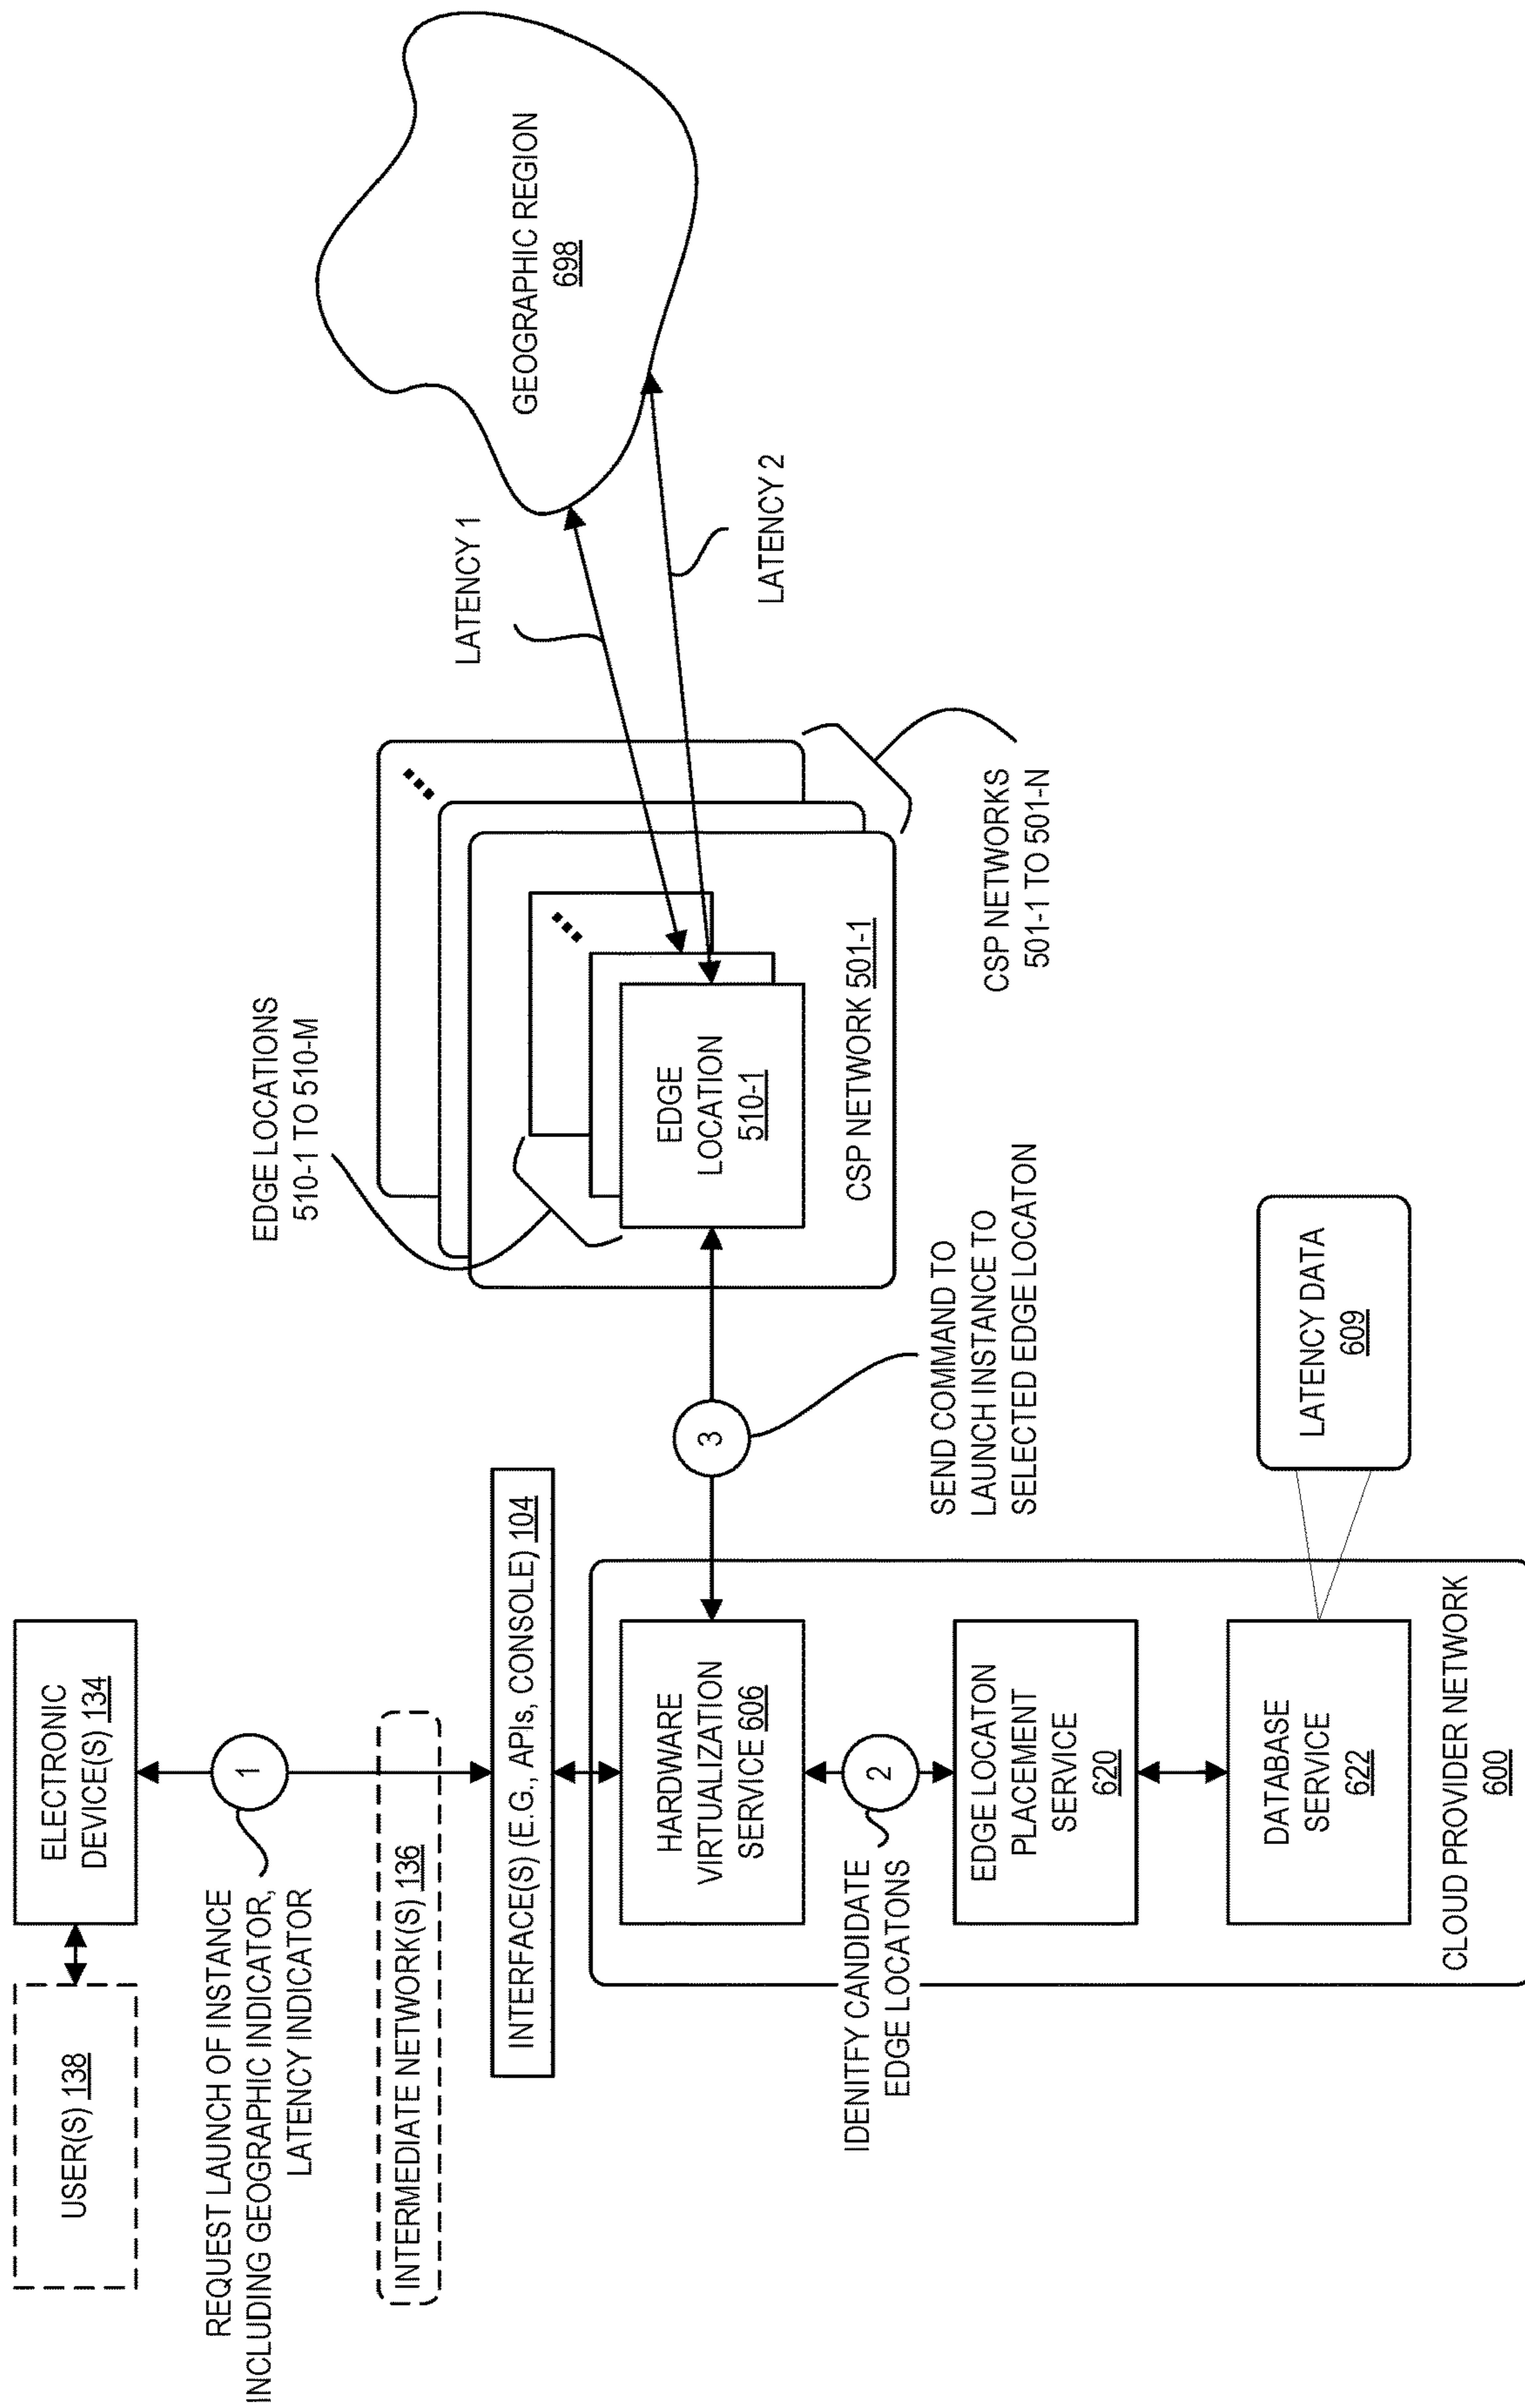 USER(S) 138
ELECTRONIC
DEVICE(S) 134
1
REQUEST LAUNCH OF INSTANCE
INCLUDING GEOGRAPHIC INDICATOR,
LATENCY INDICATOR
INTERMEDIATE NETWORK(S) 136
INTERFACE(S) (E.G., APIs, CONSOLE) 104
HARDWARE
VIRTUALIZATION
SERVICE 606
2
IDENITFY CANDIDATE
EDGE LOCATONS
EDGE LOCATON
PLACEMENT
SERVICE
620
DATABASE
SERVICE
622
CLOUD PROVIDER NETWORK
600
LATENCY DATA
609
3
SEND COMMAND TO
LAUNCH INSTANCE TO
SELECTED EDGE LOCATON
EDGE LOCATIONS
510-1 TO 510-M
EDGE
LOCATION
510-1
CSP NETWORK 501-1
CSP NETWORKS
501-1 TO 501-N
LATENCY 1
LATENCY 2
GEOGRAPHIC REGION
698